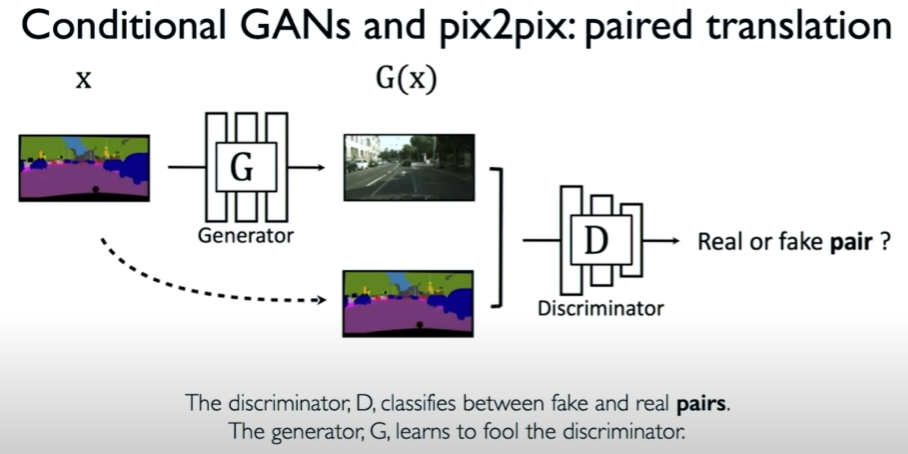 Conditional GANs and pix2pix: paired translation
x
G(x)
G
Generator
D
Real or fake pair ?
Discriminator
The discriminator, D, classifies between fake and real pairs.
The generator, G, learns to fool the discriminator.